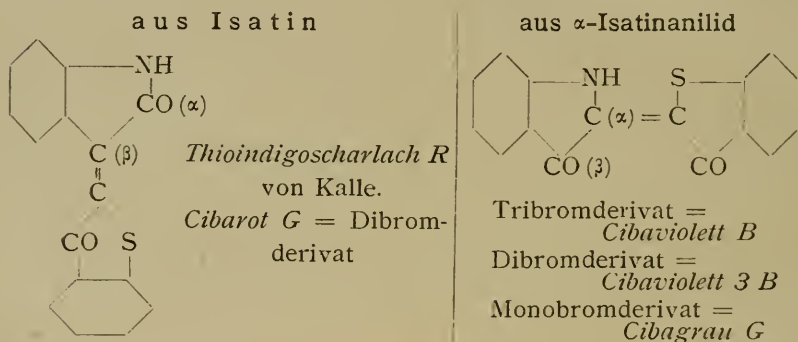 aus Isatin
NH
CO (α)
C (β)
C
CO S
Thioindigoscharlach R
von Kalle.
Cibarot G = Dibrom-
derivat
aus α-Isatinanilid
NH S
C (α) = C
CO (β) CO
Tribromderivat =
Cibaviolett B
Dibromderivat =
Cibaviolett 3 B
Monobromderivat =
Cibagrau G